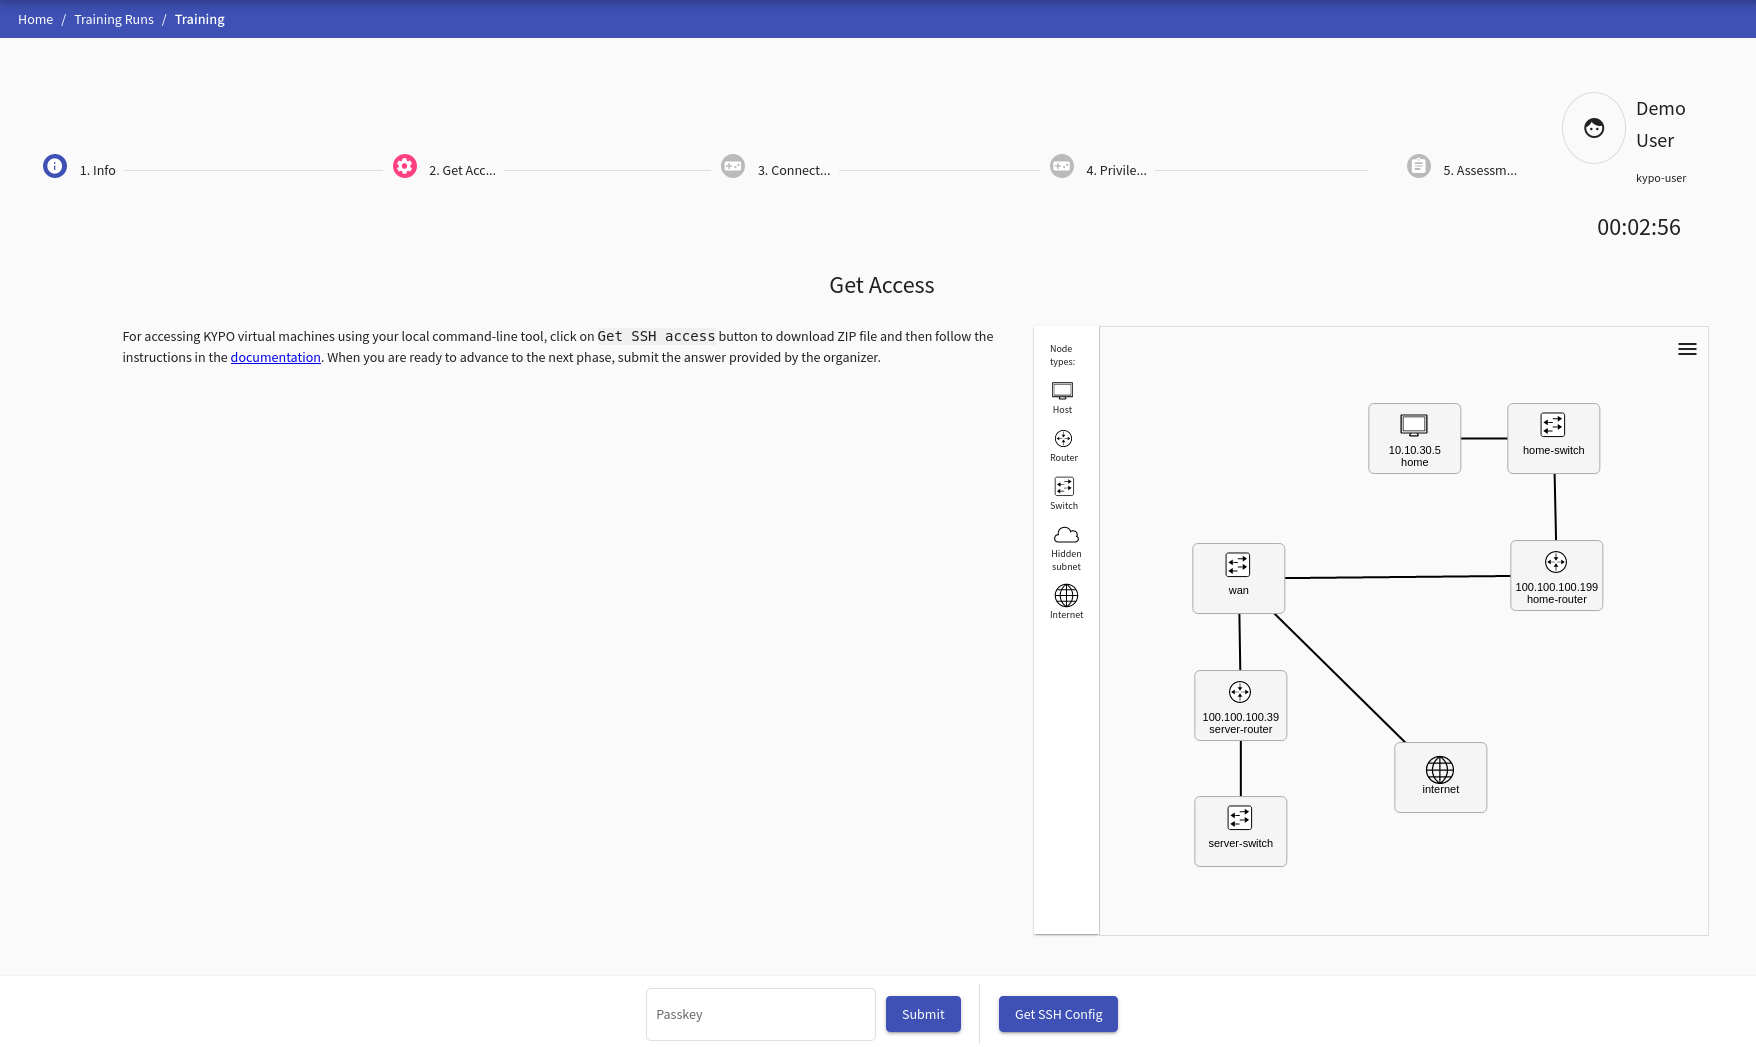 Home / Training Runs / Training
1. Info
2. Get Acc...
3. Connect...
4. Privile...
5. Assessm...
Demo
User
kypo-user
00:02:56
Get Access
For accessing KYPO virtual machines using your local command-line tool, click on Get SSH access button to download ZIP file and then follow the
instructions in the documentation. When you are ready to advance to the next phase, submit the answer provided by the organizer.
Node
types:
Host
Router
Switch
Hidden
subnet
Internet
10.10.30.5
home
home-switch
wan
100.100.100.199
home-router
100.100.100.39
server-router
internet
server-switch
Passkey
Submit
Get SSH Config